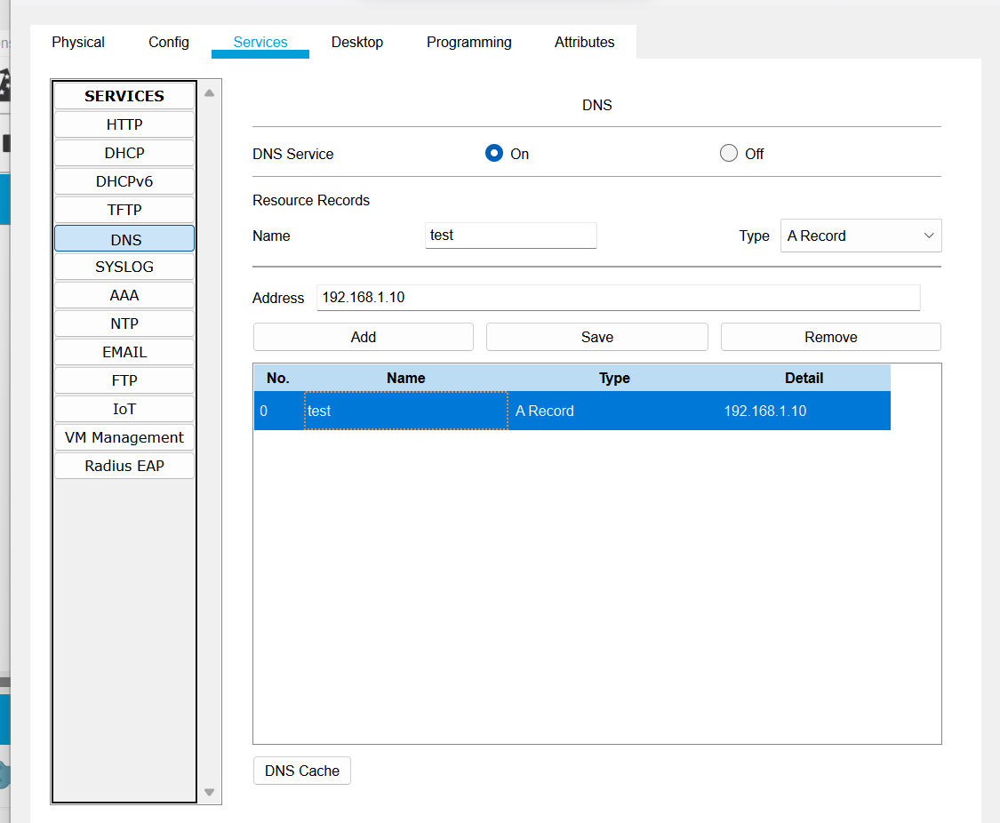 Physical Config Services Desktop Programming Attributes
SERVICES
HTTP
DHCP
DHCPv6
TFTP
DNS
SYSLOG
AAA
NTP
EMAIL
FTP
IoT
VM Management
Radius EAP
DNS
DNS Service On Off
Resource Records
Name test Type A Record
Address 192.168.1.10
Add Save Remove
No. Name Type Detail
0 test A Record 192.168.1.10
DNS Cache